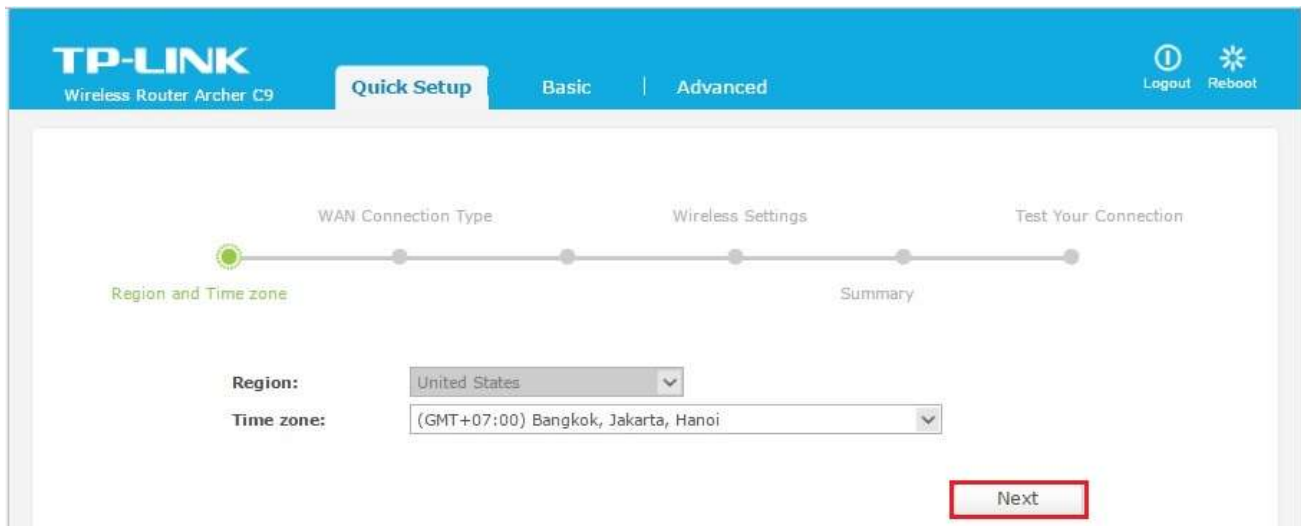 TP-LINK
Wireless Router Archer C9
Quick Setup
Basic
Advanced
Logout
Reboot
WAN Connection Type
Wireless Settings
Test Your Connection
Region and Time zone
Summary
Region: United States
Time zone: (GMT+07:00) Bangkok, Jakarta, Hanoi
Next